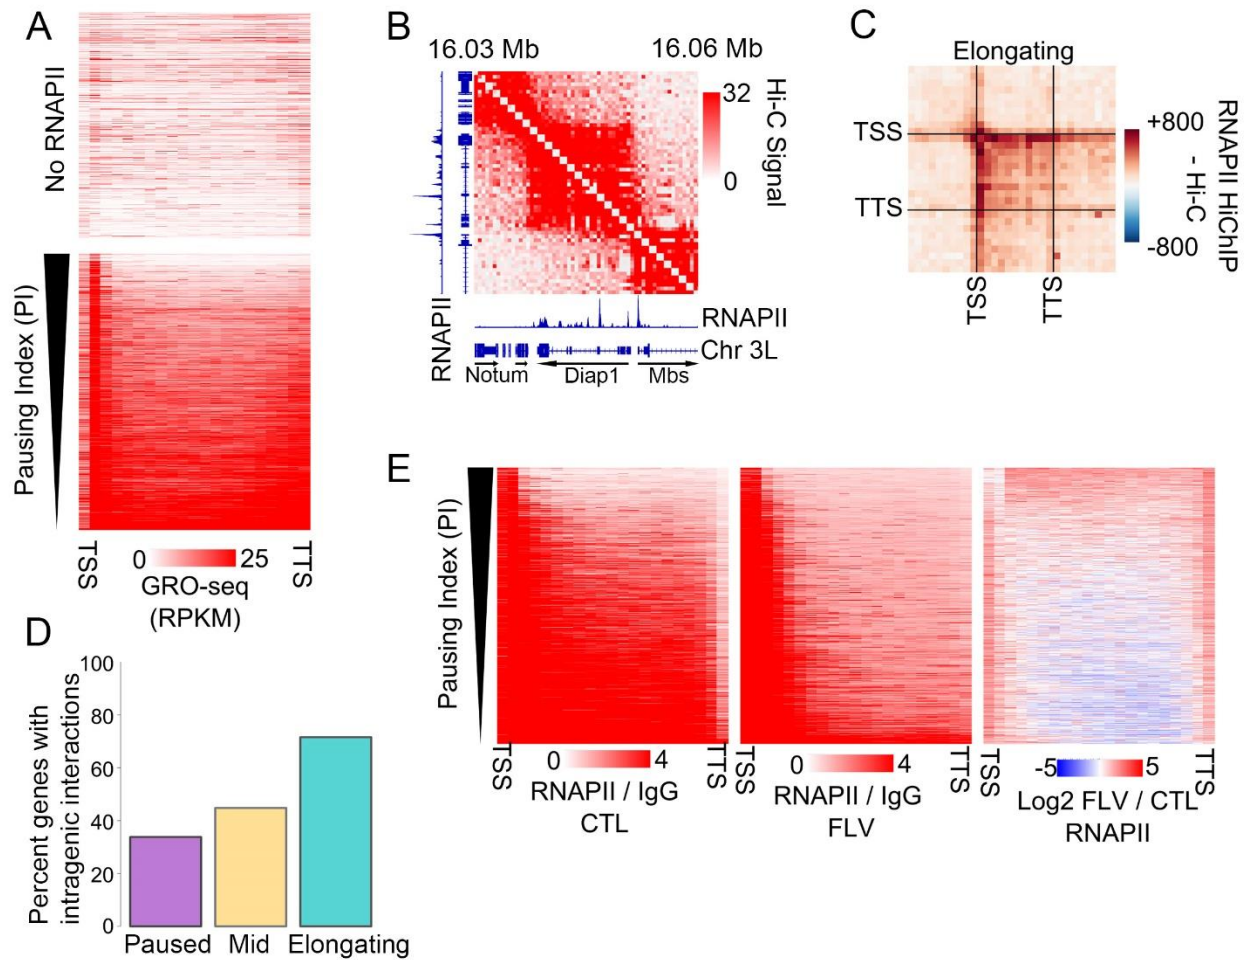 A
No RNAPII
Pausing Index (PI)
TSS
0 25
TTS
GRO-seq
(RPKM)
B
16.03 Mb 16.06 Mb
32
0
Hi-C Signal
RNAPII
RNAPII
Chr 3L
Notum Diap1 Mbs
C
Elongating
TSS
TTS
TSS
TTS
+800
-800
RNAPII HiChIP
- Hi-C
D
Percent genes with
intragenic interactions
100
80
60
40
20
0
Paused Mid Elongating
E
Pausing Index (PI)
TSS
0 4
TTS
RNAPII / IgG
CTL
TSS
0 4
TTS
RNAPII / IgG
FLV
TSS
-5 5
TTS
Log2 FLV / CTL
RNAPII